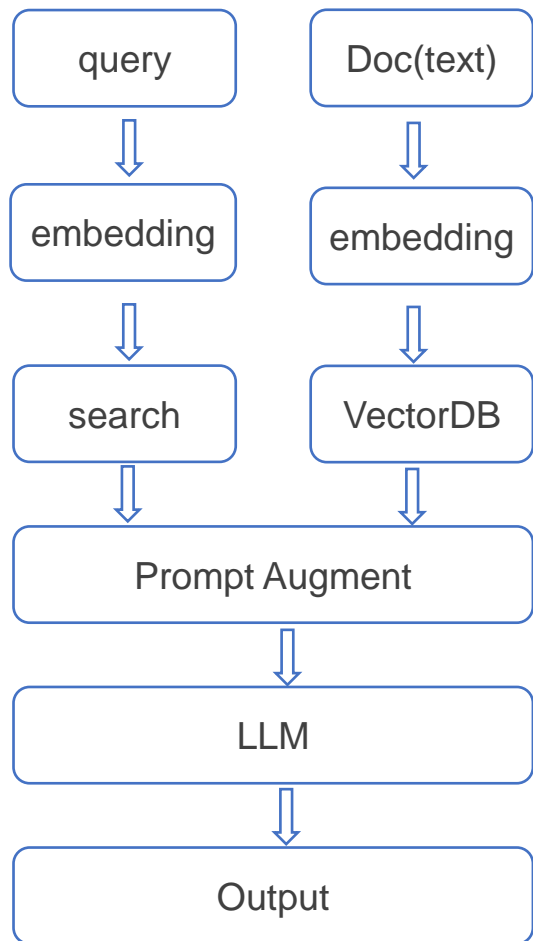 query
Doc(text)
embedding
embedding
search
VectorDB
Prompt Augment
LLM
Output